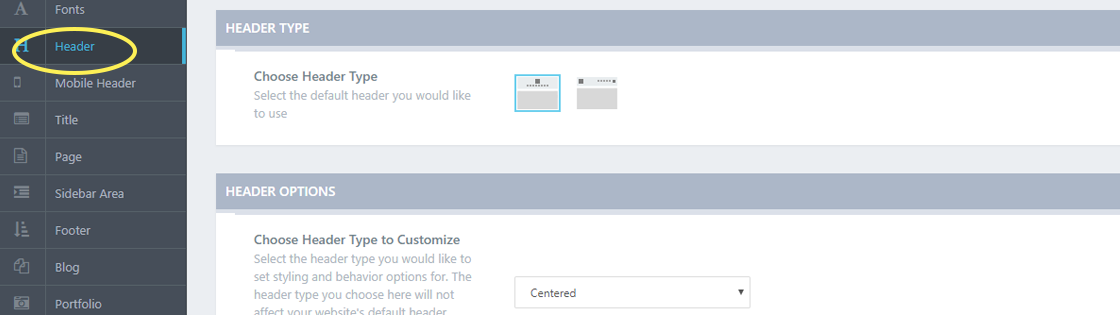 Fonts
Header
Mobile Header
Title
Page
Sidebar Area
Footer
Blog
Portfolio
HEADER TYPE
Choose Header Type
Select the default header you would like
to use
HEADER OPTIONS
Choose Header Type to Customize
Select the header type you would like to
set styling and behavior options for. The
header type you choose here will not
affect your website's default header
Centered